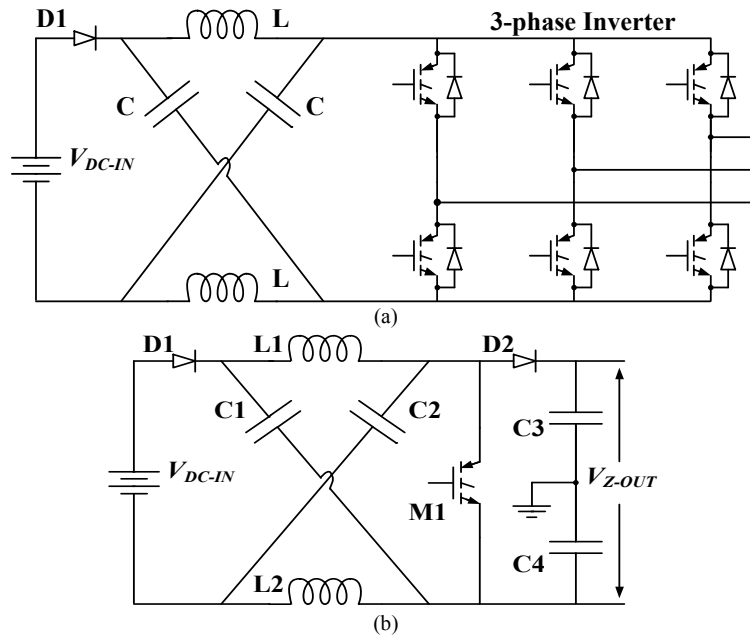 D1
L
3-phase Inverter
C
C
V_DC-IN
L
(a)
D1
L1
D2
C1
C2
C3
V_DC-IN
V_Z-OUT
M1
C4
L2
(b)